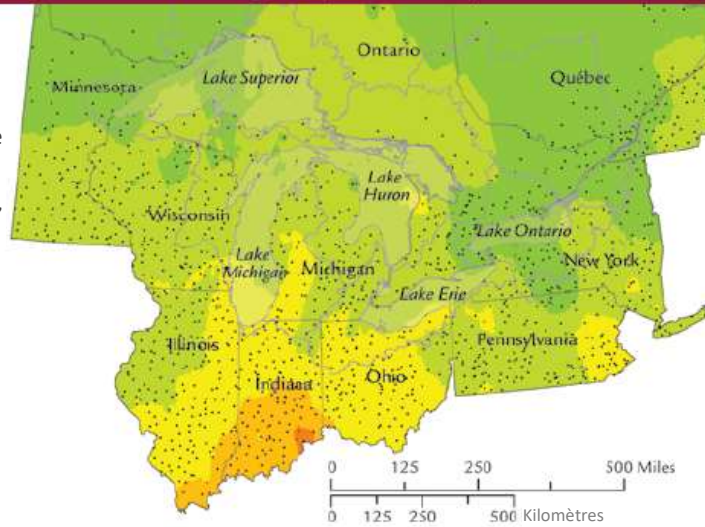 Ontario
Minnesota
Lake Superior
Québec
Lake
Huron
Wisconsin
Lake Ontario
Lake
Michigan
Michigan
New York
Lake Erie
Illinois
Pennsylvania
Indiana
Ohio
0 125 250 500 Miles
0 125 250 500 Kilomètres